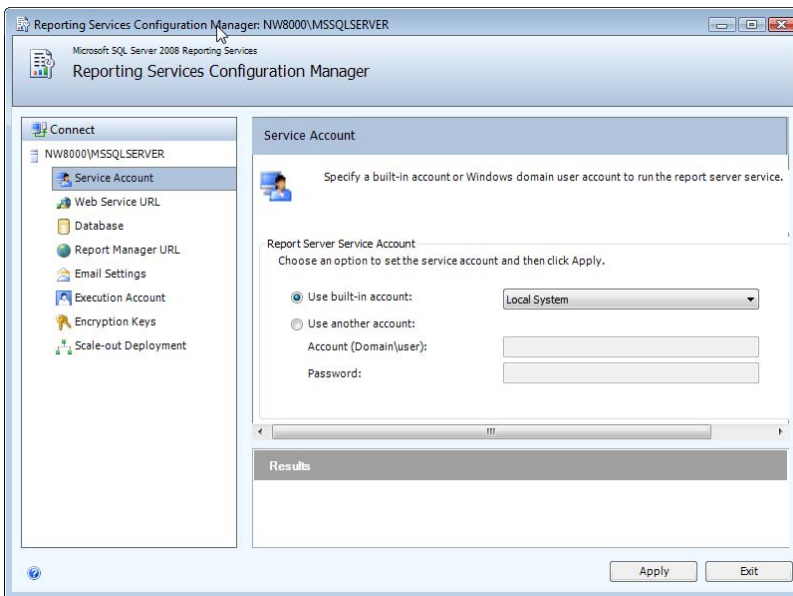 Reporting Services Configuration Manager: NW8000\MSSQLSERVER
Microsoft SQL Server 2008 Reporting Services
Reporting Services Configuration Manager
Connect
NW8000\MSSQLSERVER
Service Account
Web Service URL
Database
Report Manager URL
Email Settings
Execution Account
Encryption Keys
Scale-out Deployment
Service Account
Specify a built-in account or Windows domain user account to run the report server service.
Report Server Service Account
Choose an option to set the service account and then click Apply.
Use built-in account: Local System
Use another account:
Account (Domain\user):
Password:
Results
Apply Exit